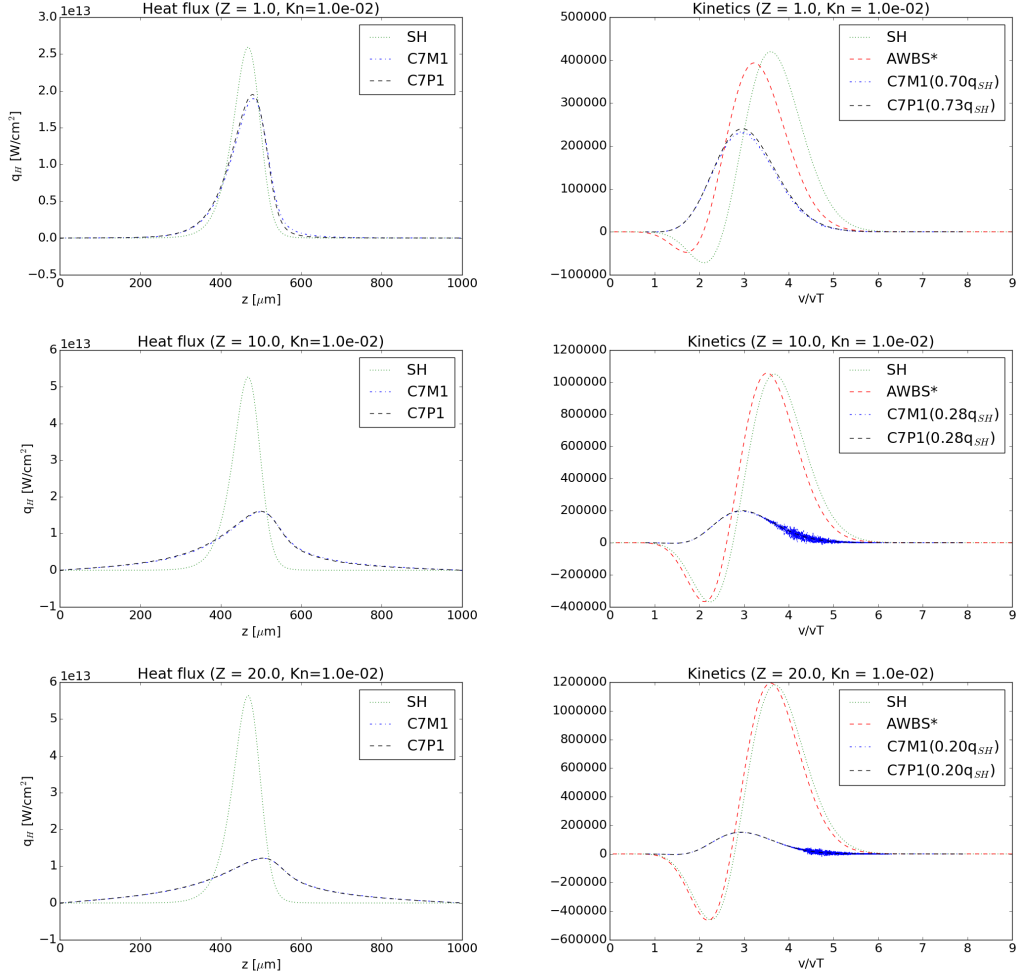 Heat flux (Z = 1.0, Kn=1.0e-02)
1e13
3.0
2.5
2.0
1.5
1.0
0.5
0.0
−0.5
q_H [W/cm²]
SH
C7M1
C7P1
0 200 400 600 800 1000
z [μm]
Kinetics (Z = 1.0, Kn = 1.0e-02)
500000
400000
300000
200000
100000
0
−100000
SH
AWBS*
C7M1(0.70q_SH)
C7P1(0.73q_SH)
0 1 2 3 4 5 6 7 8 9
v/vT
Heat flux (Z = 10.0, Kn=1.0e-02)
1e13
6
5
4
3
2
1
0
−1
q_H [W/cm²]
SH
C7M1
C7P1
0 200 400 600 800 1000
z [μm]
Kinetics (Z = 10.0, Kn = 1.0e-02)
1200000
1000000
800000
600000
400000
200000
0
−200000
−400000
SH
AWBS*
C7M1(0.28q_SH)
C7P1(0.28q_SH)
0 1 2 3 4 5 6 7 8 9
v/vT
Heat flux (Z = 20.0, Kn=1.0e-02)
1e13
6
5
4
3
2
1
0
−1
q_H [W/cm²]
SH
C7M1
C7P1
0 200 400 600 800 1000
z [μm]
Kinetics (Z = 20.0, Kn = 1.0e-02)
1200000
1000000
800000
600000
400000
200000
0
−200000
−400000
−600000
SH
AWBS*
C7M1(0.20q_SH)
C7P1(0.20q_SH)
0 1 2 3 4 5 6 7 8 9
v/vT